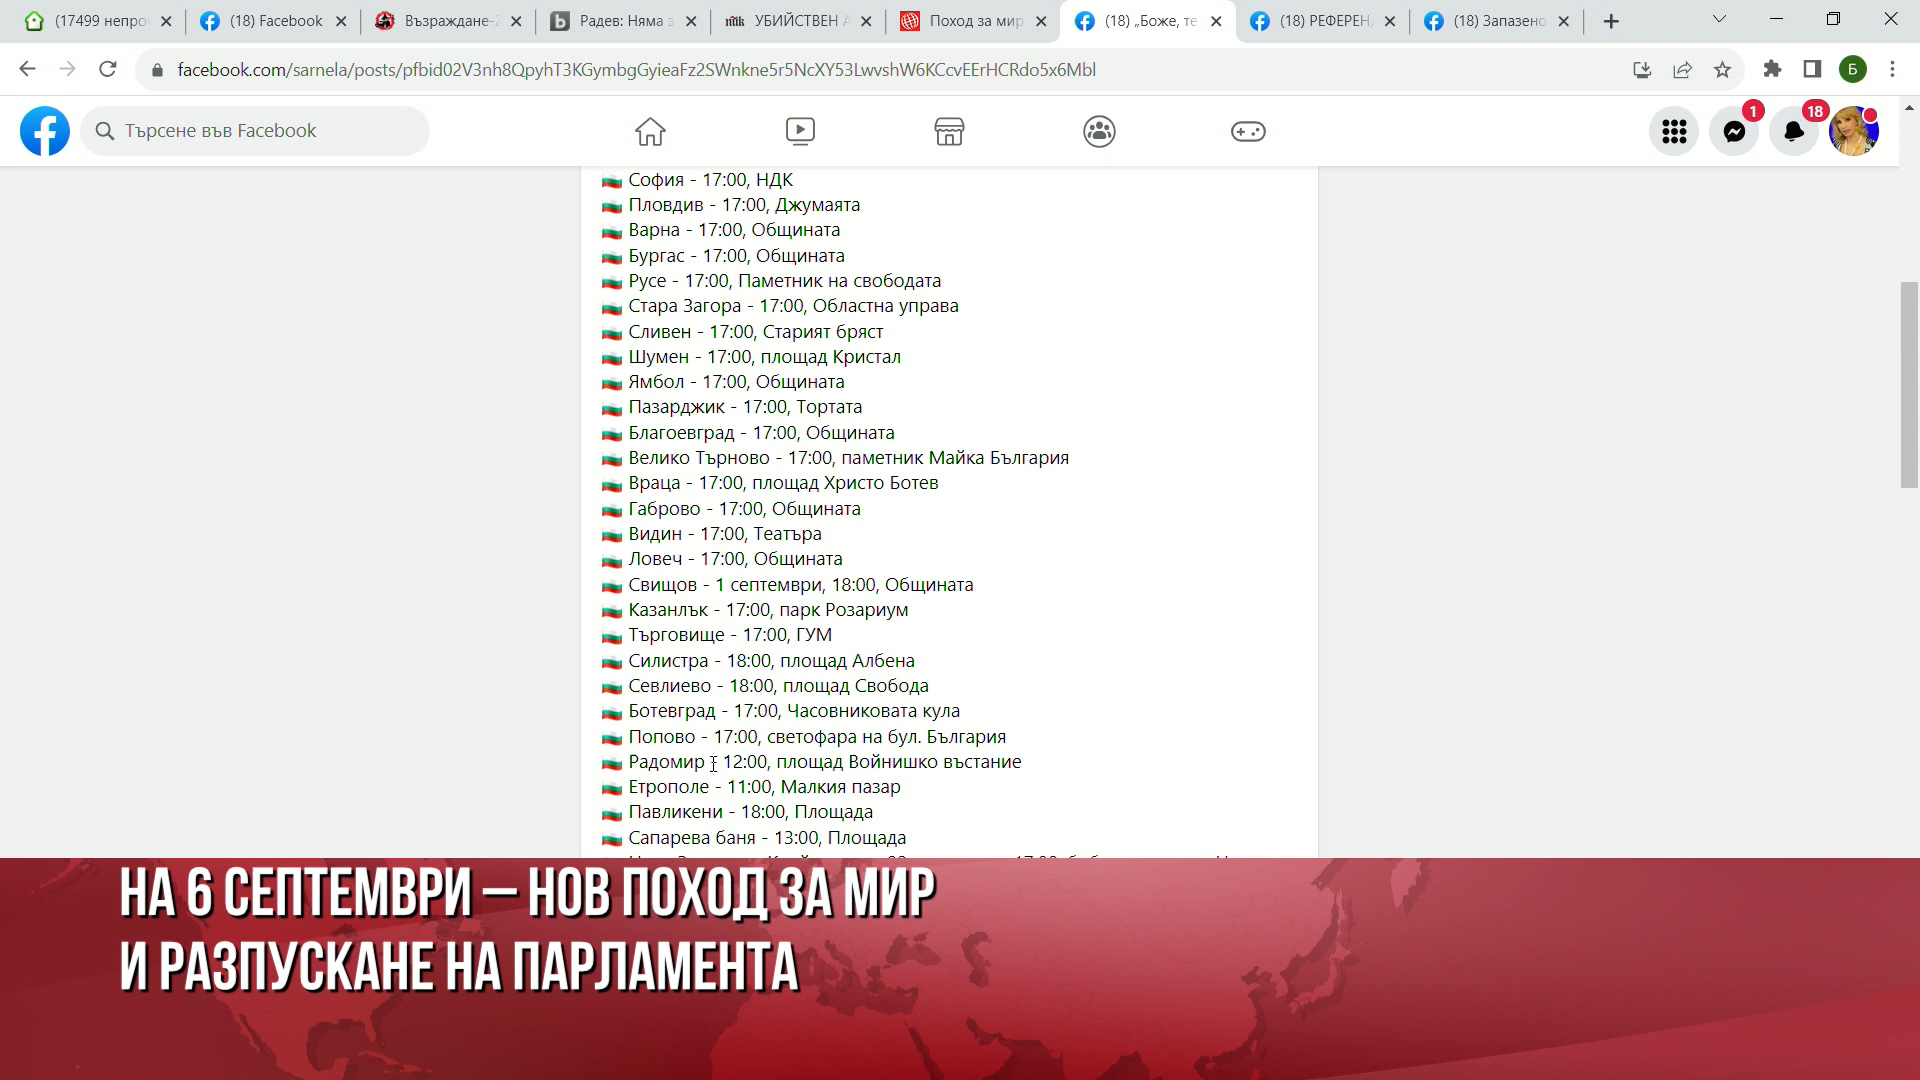 (17499 непро
(18) Facebook
Възраждане-2
Радев: Няма з
УБИЙСТВЕН А
Поход за мир
(18) „Боже, те
(18) РЕФЕРЕН
(18) Запазено
facebook.com/sarnela/posts/pfbid02V3nh8QpyhT3KGymbgGyieaFz2SWnkne5r5NcXY53LwvshW6KCcvEErHCRdo5x6Mbl
Б
Търсене във Facebook
1
18
София - 17:00, НДК
Пловдив - 17:00, Джумаята
Варна - 17:00, Общината
Бургас - 17:00, Общината
Русе - 17:00, Паметник на свободата
Стара Загора - 17:00, Областна управа
Сливен - 17:00, Старият бряст
Шумен - 17:00, площад Кристал
Ямбол - 17:00, Общината
Пазарджик - 17:00, Тортата
Благоевград - 17:00, Общината
Велико Търново - 17:00, паметник Майка България
Враца - 17:00, площад Христо Ботев
Габрово - 17:00, Общината
Видин - 17:00, Театъра
Ловеч - 17:00, Общината
Свищов - 1 септември, 18:00, Общината
Казанлък - 17:00, парк Розариум
Търговище - 17:00, ГУМ
Силистра - 18:00, площад Албена
Севлиево - 18:00, площад Свобода
Ботевград - 17:00, Часовниковата кула
Попово - 17:00, светофара на бул. България
Радомир - 12:00, площад Войнишко въстание
Етрополе - 11:00, Малкия пазар
Павликени - 18:00, Площада
Сапарева баня - 13:00, Площада
НА 6 СЕПТЕМВРИ – НОВ ПОХОД ЗА МИР
И РАЗПУСКАНЕ НА ПАРЛАМЕНТА